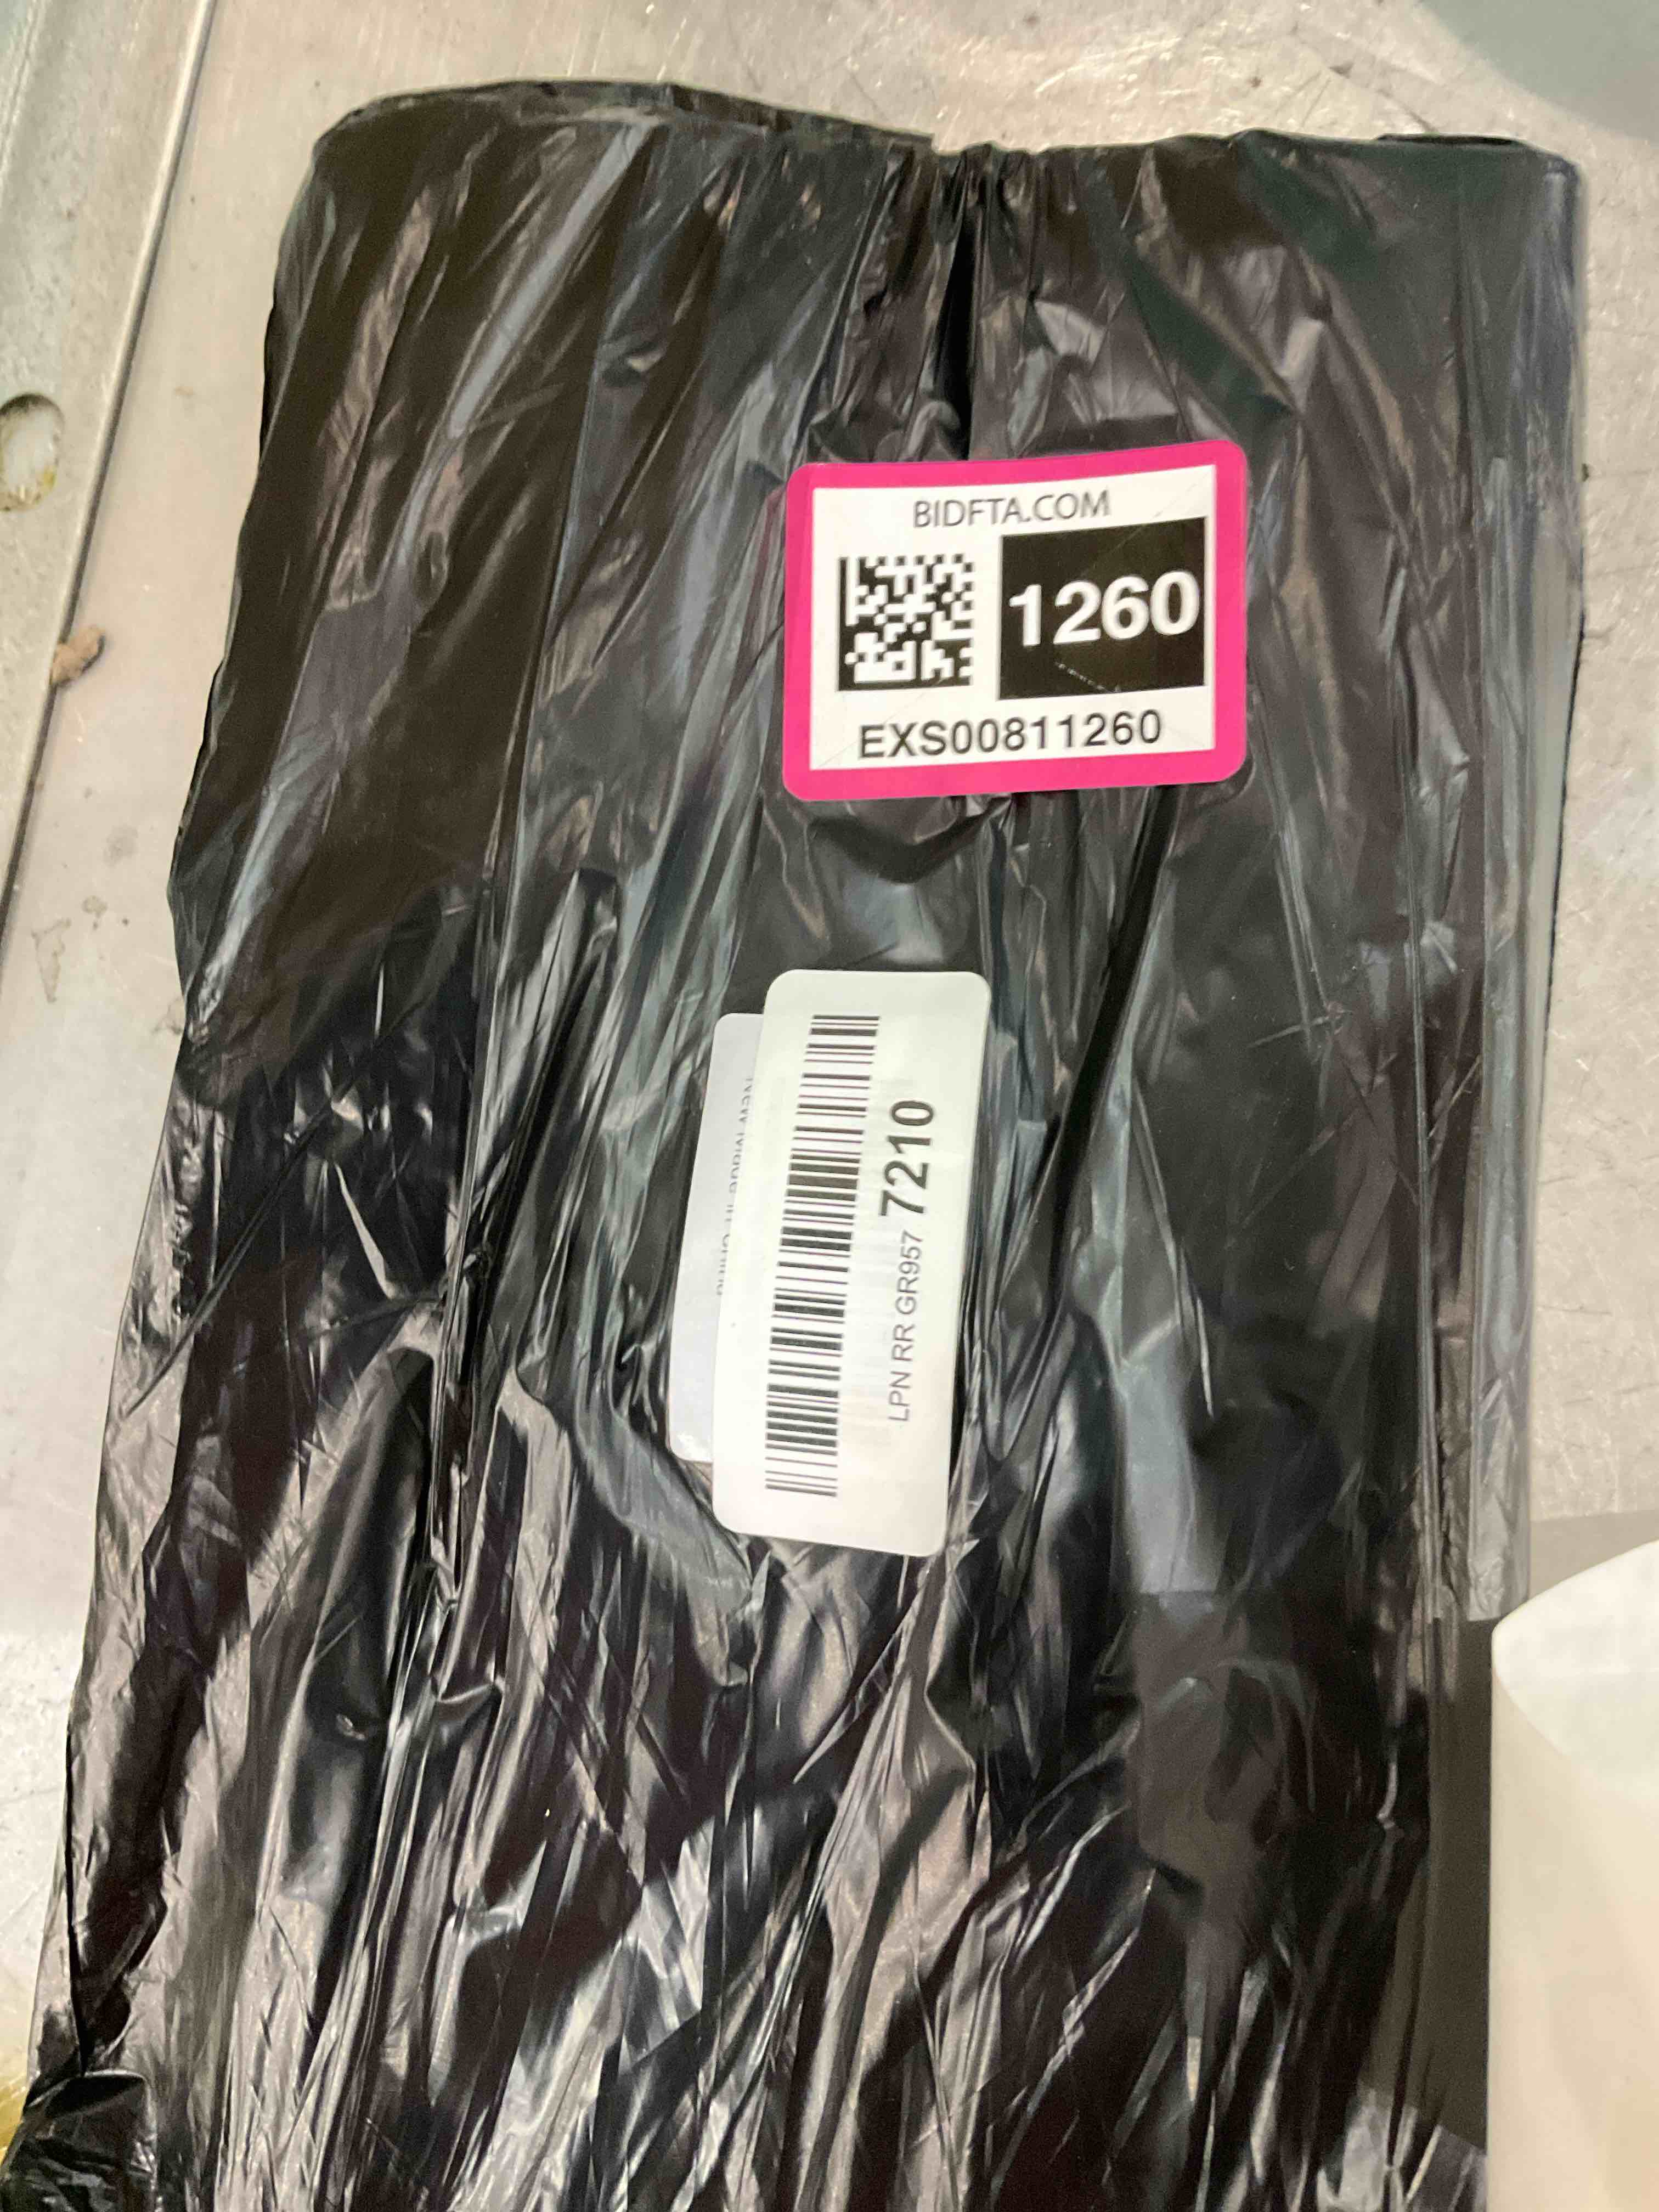 BIDFTA.COM
1260
EXS00811260
LPN RR GR957 7210